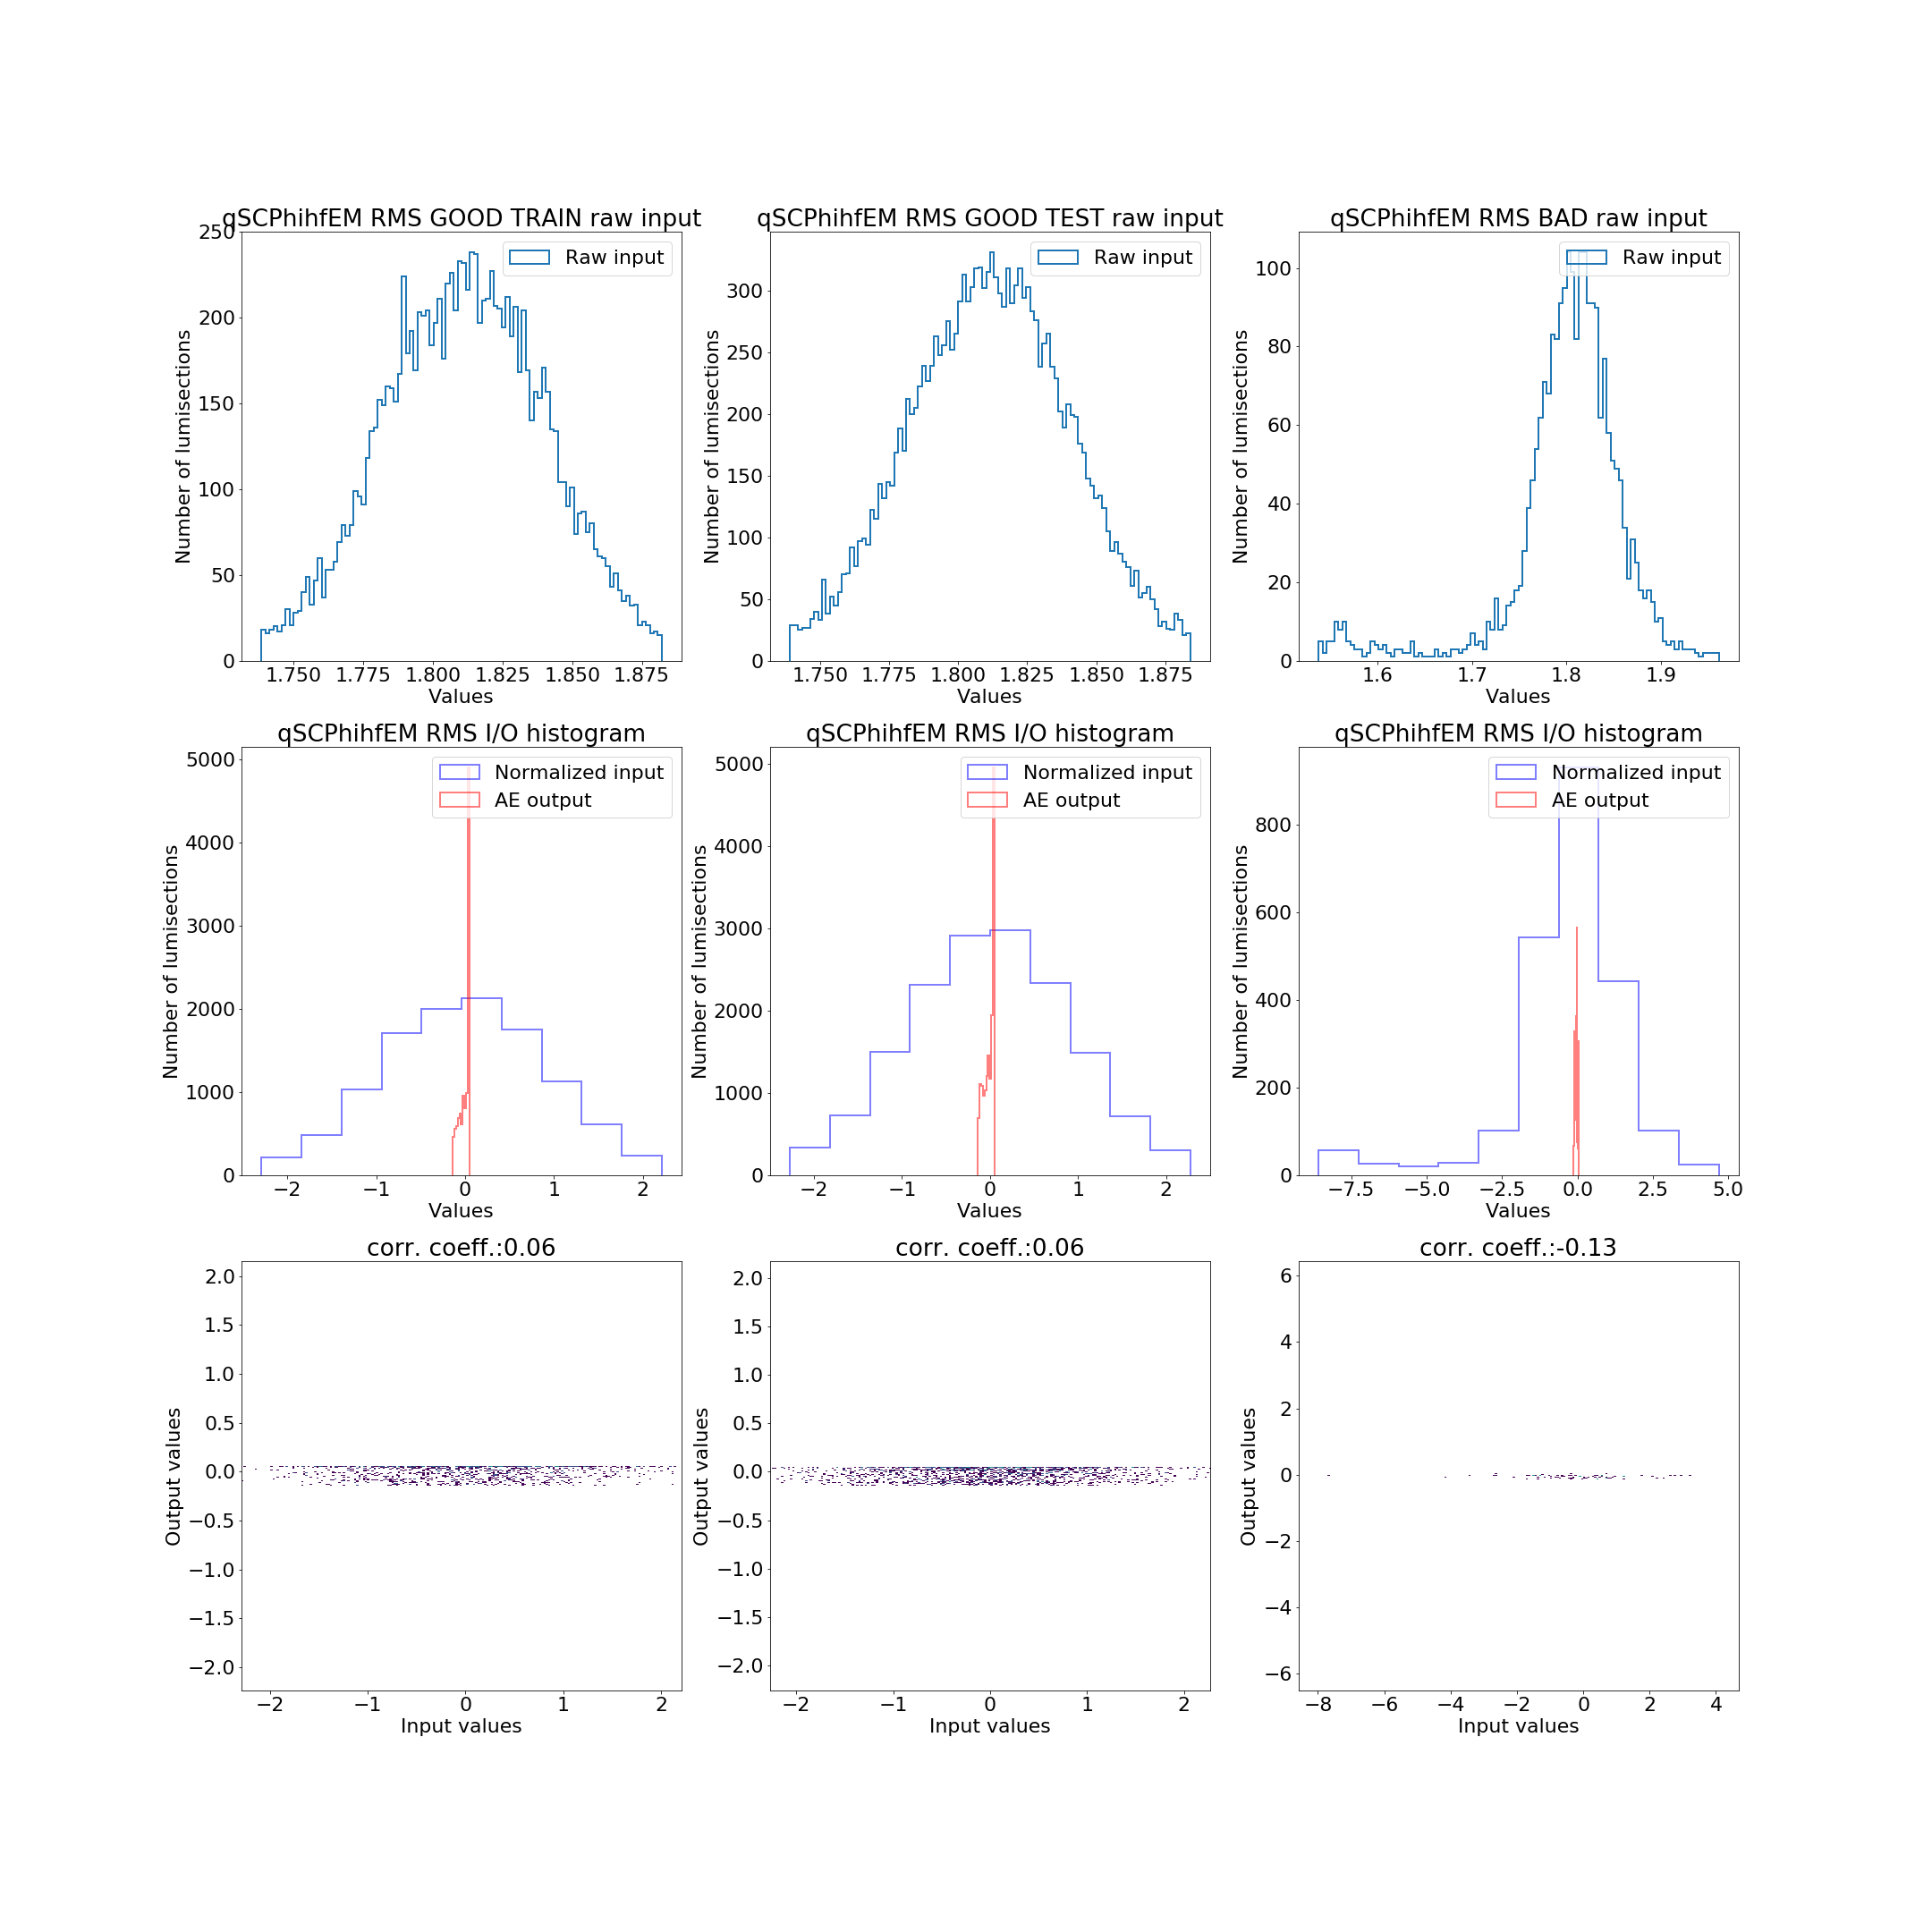 qSCPhihfEM RMS GOOD TRAIN raw input
250
200
150
100
50
0
Number of lumisections
Raw input
1.750 1.775 1.800 1.825 1.850 1.875
Values
qSCPhihfEM RMS GOOD TEST raw input
300
250
200
150
100
50
0
Number of lumisections
Raw input
1.750 1.775 1.800 1.825 1.850 1.875
Values
qSCPhihfEM RMS BAD raw input
100
80
60
40
20
0
Number of lumisections
Raw input
1.6 1.7 1.8 1.9
Values
qSCPhihfEM RMS I/O histogram
5000
4000
3000
2000
1000
0
Number of lumisections
Normalized input
AE output
−2 −1 0 1 2
Values
qSCPhihfEM RMS I/O histogram
5000
4000
3000
2000
1000
0
Number of lumisections
Normalized input
AE output
−2 −1 0 1 2
Values
qSCPhihfEM RMS I/O histogram
800
600
400
200
0
Number of lumisections
Normalized input
AE output
−7.5 −5.0 −2.5 0.0 2.5 5.0
Values
corr. coeff.:0.06
2.0
1.5
1.0
0.5
0.0
−0.5
−1.0
−1.5
−2.0
Output values
−2 −1 0 1 2
Input values
corr. coeff.:0.06
2.0
1.5
1.0
0.5
0.0
−0.5
−1.0
−1.5
−2.0
Output values
−2 −1 0 1 2
Input values
corr. coeff.:-0.13
6
4
2
0
−2
−4
−6
Output values
−8 −6 −4 −2 0 2 4
Input values